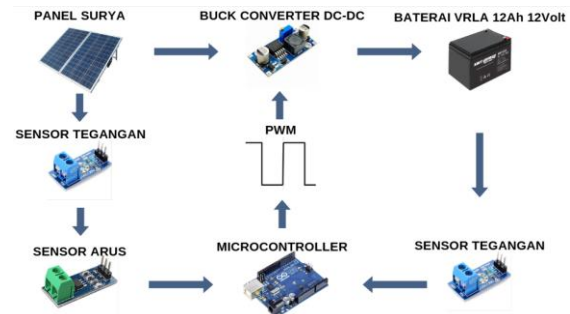 PANEL SURYA
BUCK CONVERTER DC-DC
BATERAI VRLA 12Ah 12Volt
SENSOR TEGANGAN
PWM
SENSOR ARUS
MICROCONTROLLER
SENSOR TEGANGAN